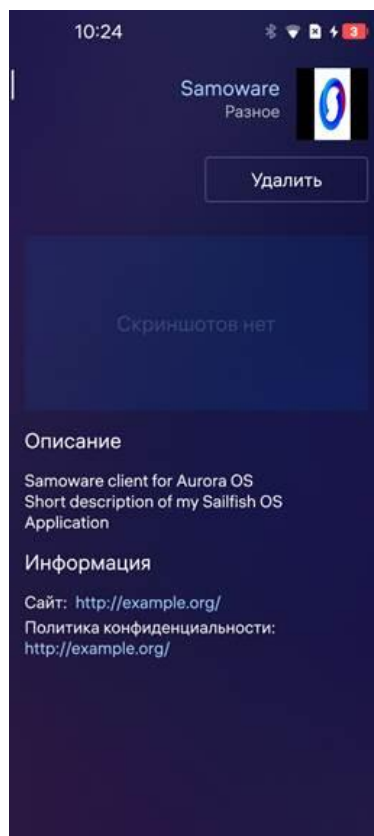 10:24
3
Samoware
Разное
Удалить
Скриншотов нет
Описание
Samoware client for Aurora OS
Short description of my Sailfish OS
Application
Информация
Сайт: http://example.org/
Политика конфиденциальности:
http://example.org/